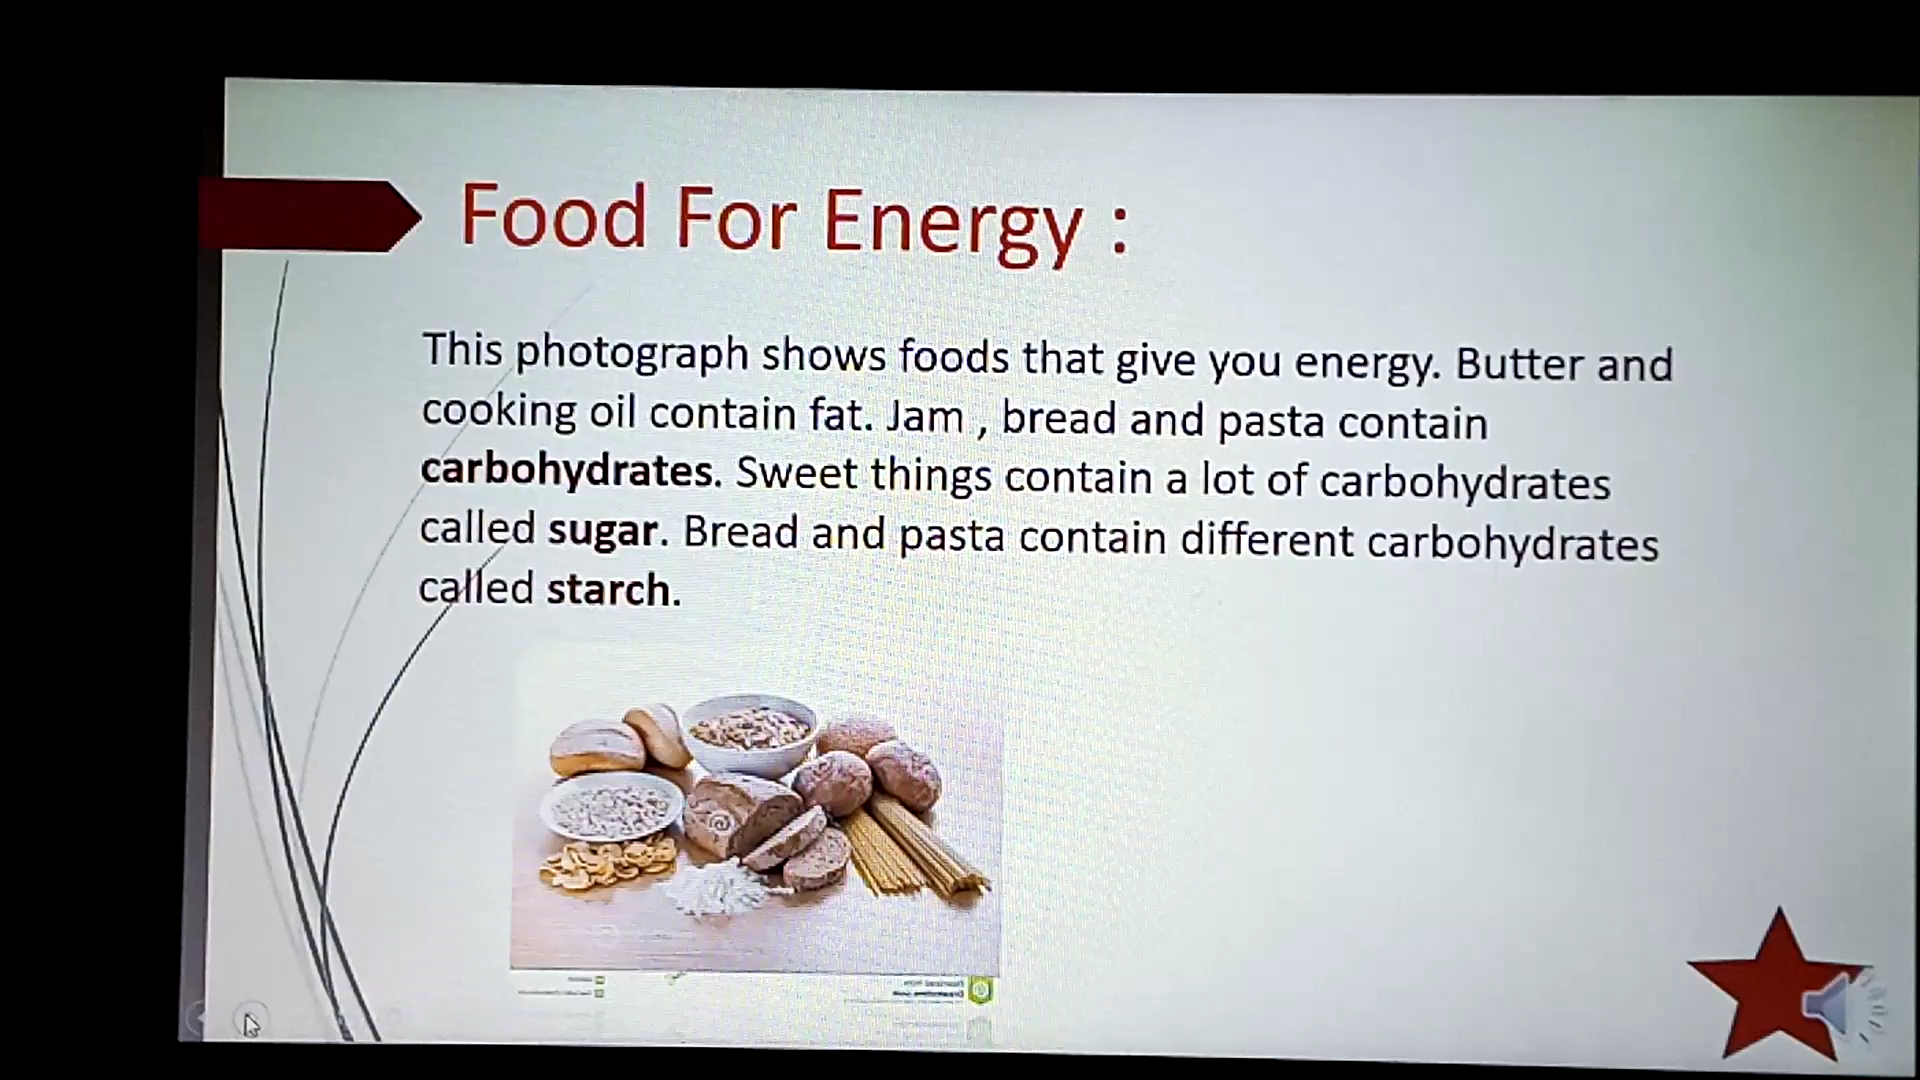 Food For Energy :
This photograph shows foods that give you energy. Butter and
cooking oil contain fat. Jam , bread and pasta contain
carbohydrates. Sweet things contain a lot of carbohydrates
called sugar. Bread and pasta contain different carbohydrates
called starch.